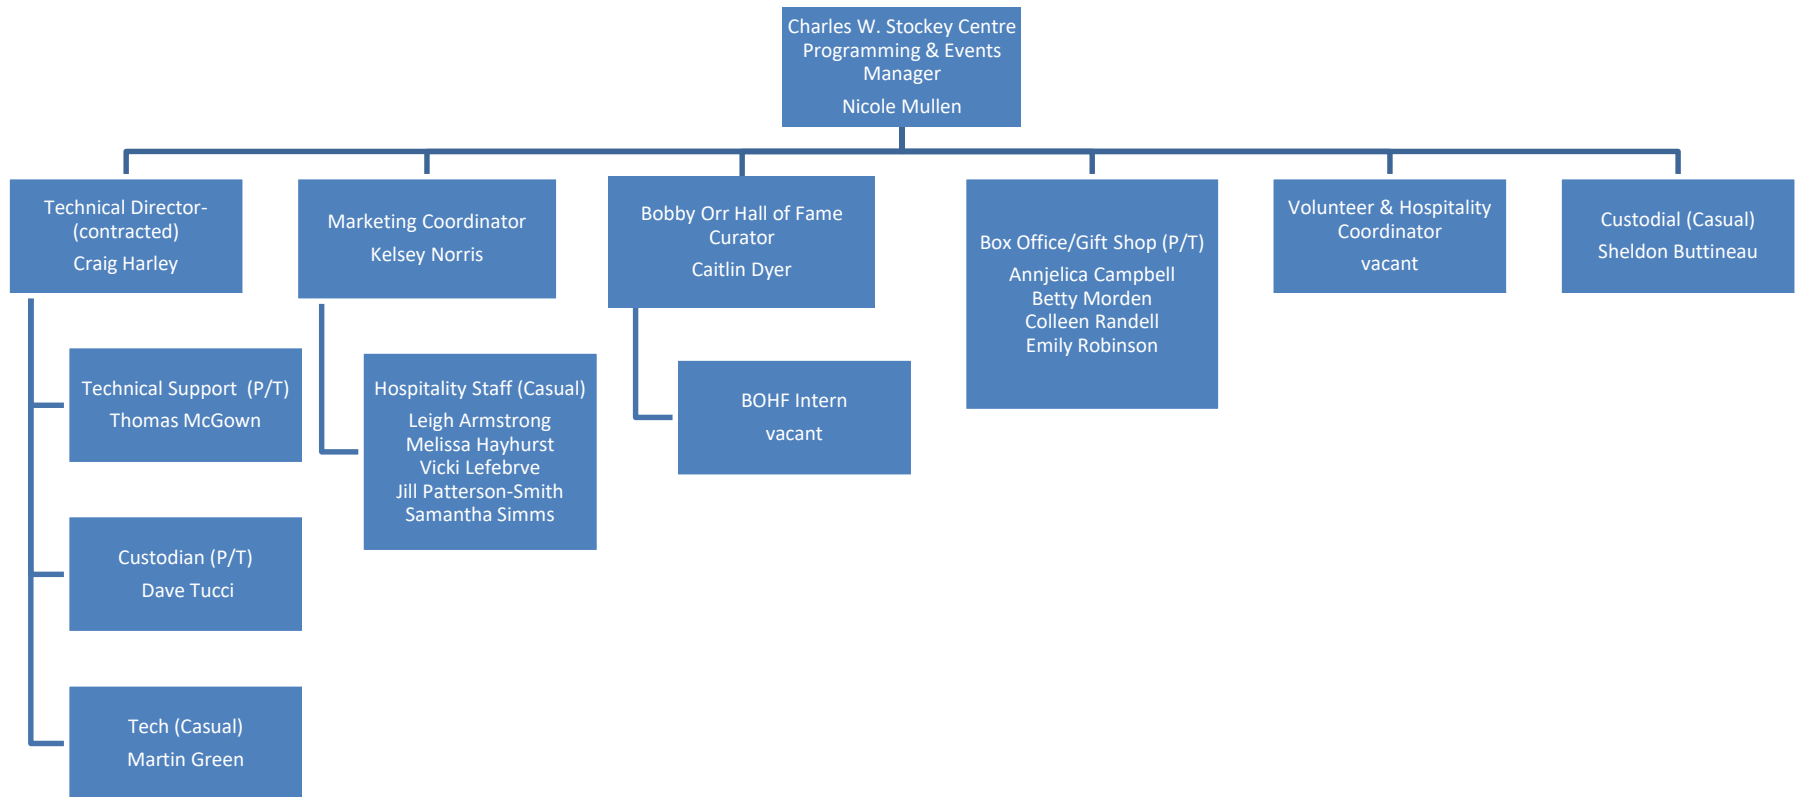 Charles W. Stockey Centre
Programming & Events
Manager
Nicole Mullen
Technical Director-
(contracted)
Craig Harley
Marketing Coordinator
Kelsey Norris
Bobby Orr Hall of Fame
Curator
Caitlin Dyer
Box Office/Gift Shop (P/T)
Annjelica Campbell
Betty Morden
Colleen Randell
Emily Robinson
Volunteer & Hospitality
Coordinator
vacant
Custodial (Casual)
Sheldon Buttineau
Technical Support  (P/T)
Thomas McGown
Hospitality Staff (Casual)
Leigh Armstrong
Melissa Hayhurst
Vicki Lefebrve
Jill Patterson-Smith
Samantha Simms
BOHF Intern
vacant
Custodian (P/T)
Dave Tucci
Tech (Casual)
Martin Green